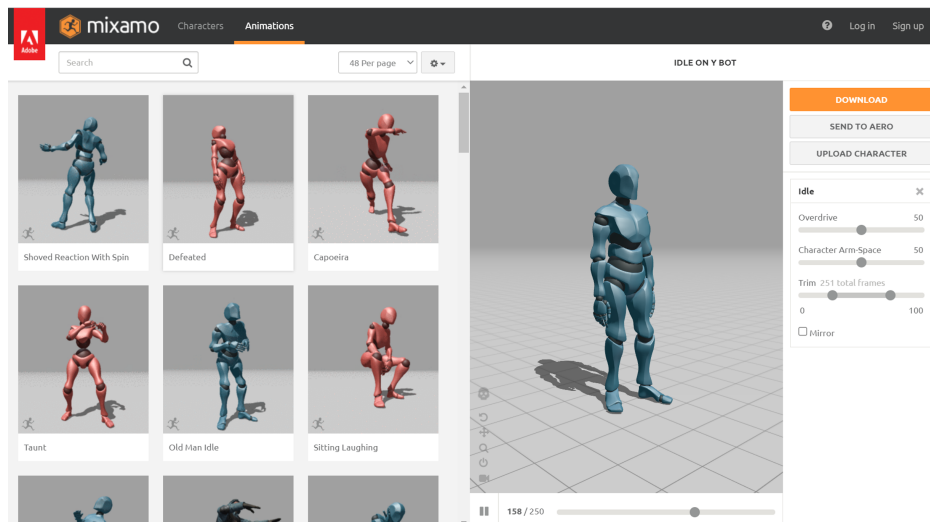 Adobe
mixamo
Characters
Animations
Log in
Sign up
Search
48 Per page
IDLE ON Y BOT
Shoved Reaction With Spin
Defeated
Capoeira
Taunt
Old Man Idle
Sitting Laughing
158 / 250
DOWNLOAD
SEND TO AERO
UPLOAD CHARACTER
Idle
Overdrive 50
Character Arm-Space 50
Trim 251 total frames
0 100
Mirror